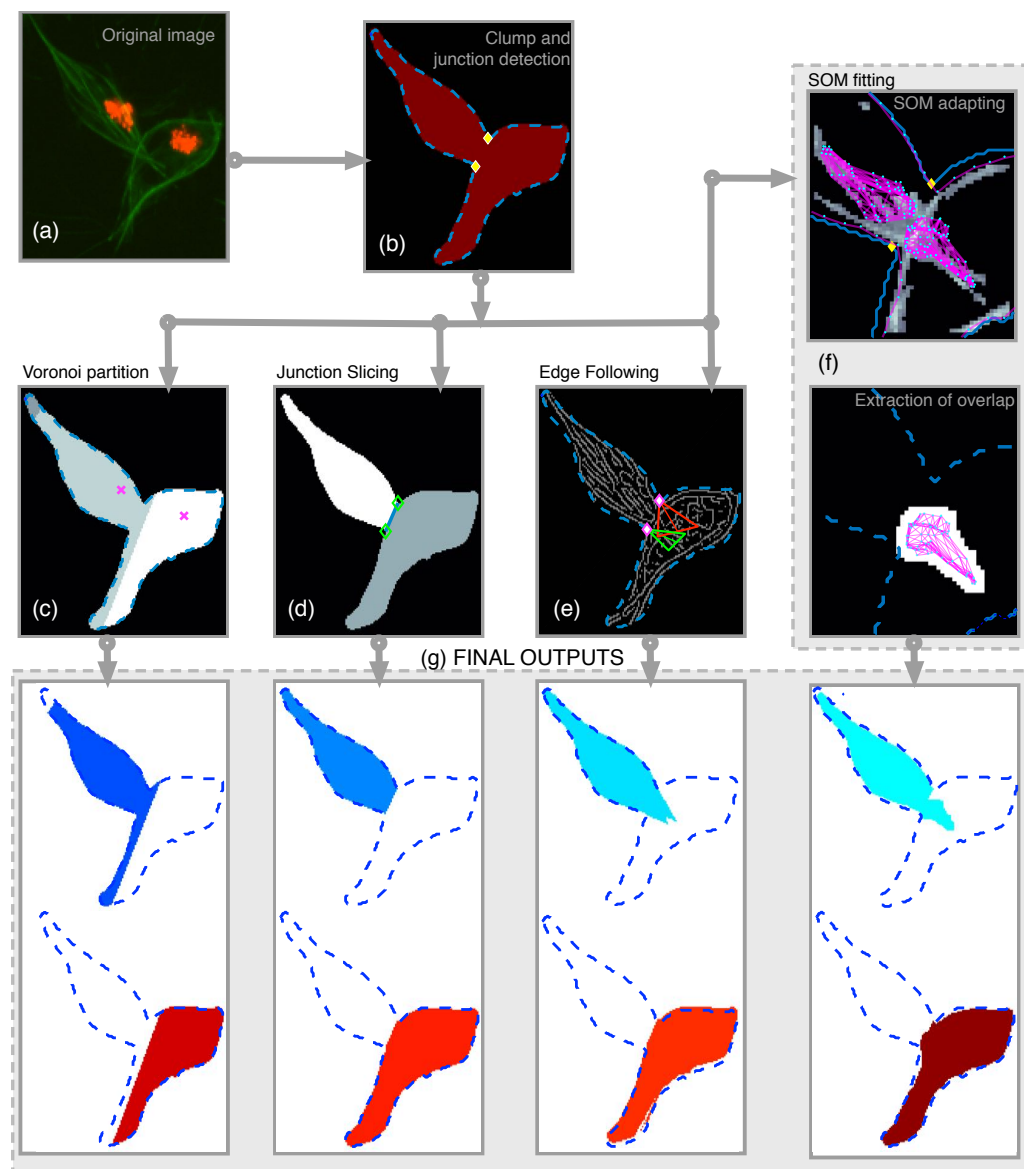 Original image
(a)
Clump and
junction detection
(b)
SOM fitting
SOM adapting
(f)
Extraction of overlap
Voronoi partition
(c)
Junction Slicing
(d)
Edge Following
(e)
(g) FINAL OUTPUTS